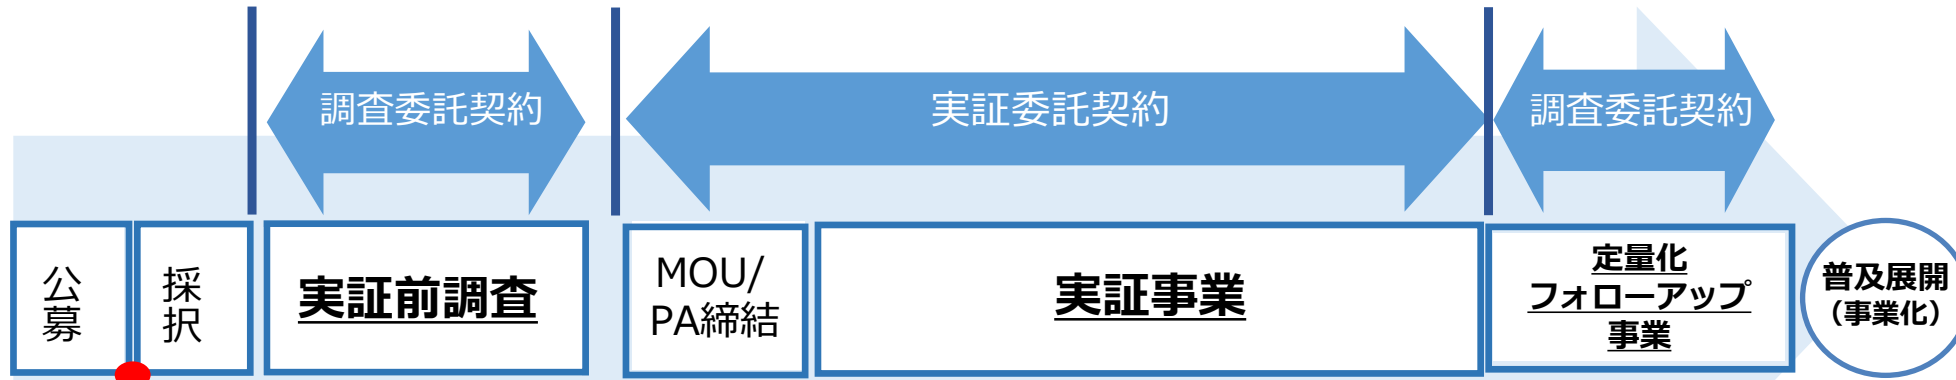 調査委託契約
実証委託契約
調査委託契約
公募
採択
実証前調査
MOU/
PA締結
実証事業
定量化
フォローアップ
事業
普及展開
（事業化）